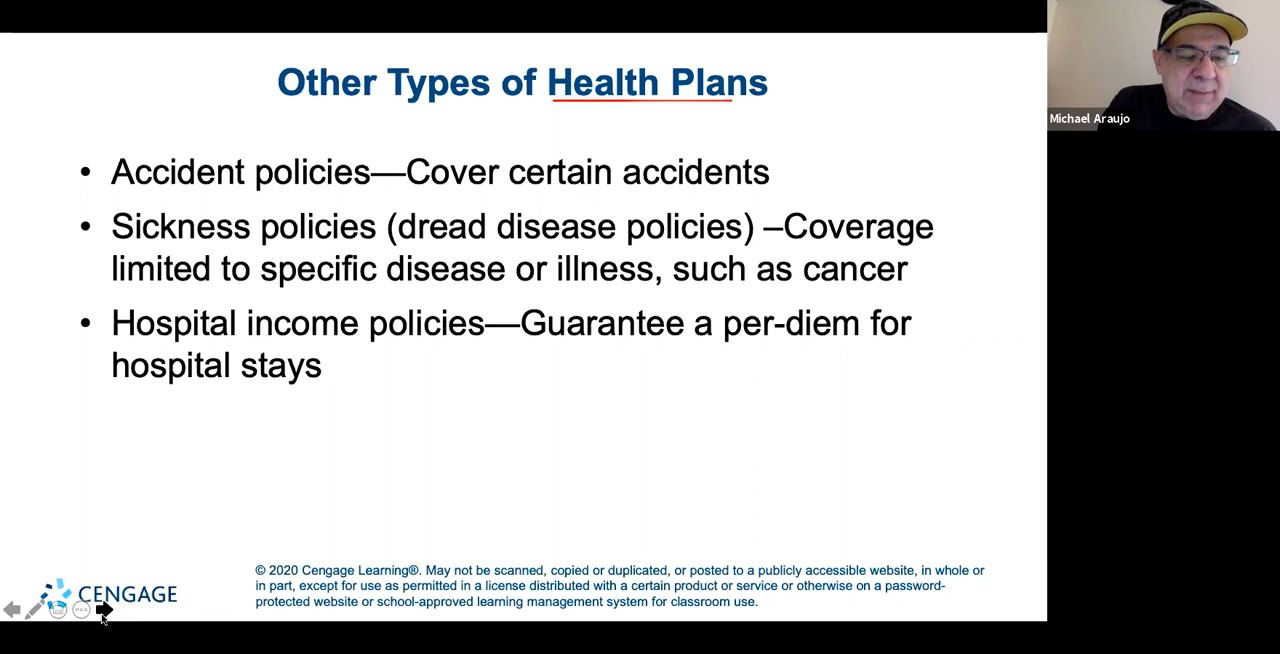 Other Types of Health Plans
Michael Araujo
• Accident policies—Cover certain accidents
• Sickness policies (dread disease policies) –Coverage
limited to specific disease or illness, such as cancer
• Hospital income policies—Guarantee a per-diem for
hospital stays
© 2020 Cengage Learning®. May not be scanned, copied or duplicated, or posted to a publicly accessible website, in whole or
in part, except for use as permitted in a license distributed with a certain product or service or otherwise on a password-
protected website or school-approved learning management system for classroom use.
CENGAGE